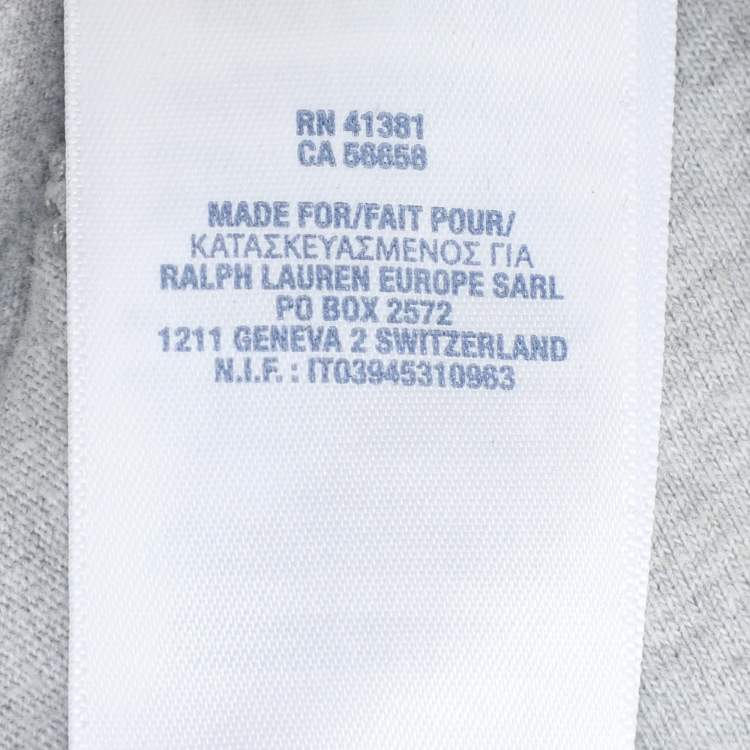 RN 41381
CA 56658
MADE FOR/FAIT POUR/
ΚΑΤΑΣΚΕΥΑΣΜΕΝΟΣ ΓΙΑ
RALPH LAUREN EUROPE SARL
PO BOX 2572
1211 GENEVA 2 SWITZERLAND
N.I.F. : IT03945310963